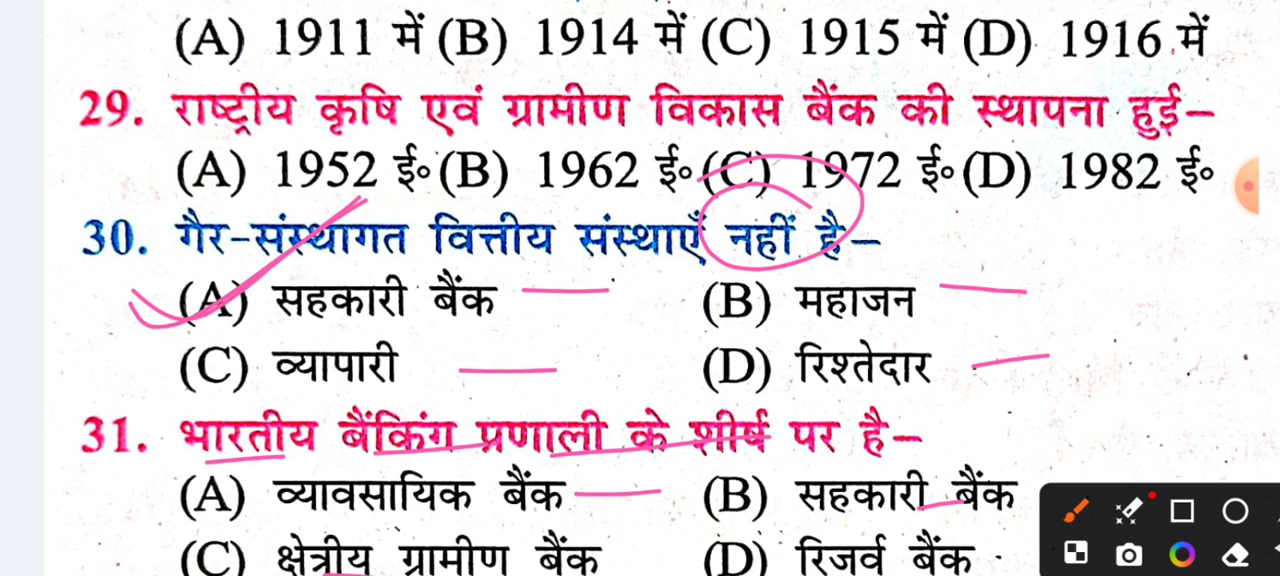 (A) 1911 में (B) 1914 में (C) 1915 में (D) 1916 में
29. राष्ट्रीय कृषि एवं ग्रामीण विकास बैंक की स्थापना हुई–
(A) 1952 ई० (B) 1962 ई० (C) 1972 ई० (D) 1982 ई०
30. गैर-संस्थागत वित्तीय संस्थाएँ नहीं है–
(A) सहकारी बैंक (B) महाजन
(C) व्यापारी (D) रिश्तेदार
31. भारतीय बैंकिंग प्रणाली के शीर्ष पर है–
(A) व्यावसायिक बैंक (B) सहकारी बैंक
(C) क्षेत्रीय ग्रामीण बैंक (D) रिजर्व बैंक